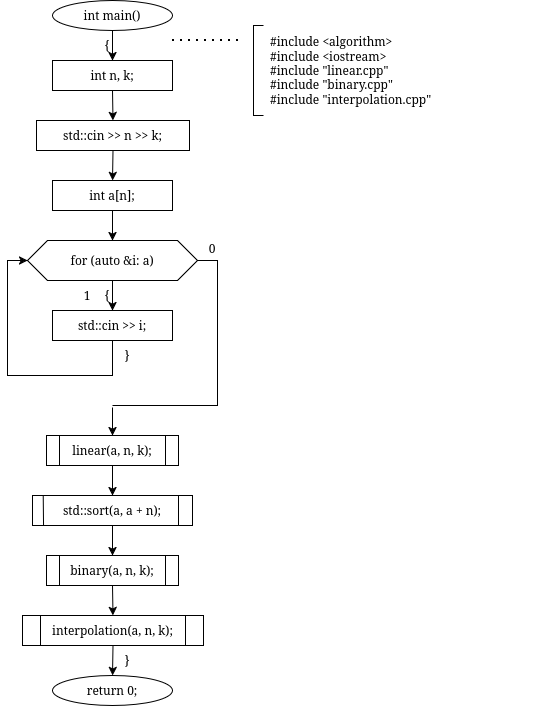 int main()
{
#include <algorithm>
#include <iostream>
#include "linear.cpp"
#include "binary.cpp"
#include "interpolation.cpp"
int n, k;
std::cin >> n >> k;
int a[n];
0
for (auto &i: a)
1 {
std::cin >> i;
}
linear(a, n, k);
std::sort(a, a + n);
binary(a, n, k);
interpolation(a, n, k);
}
return 0;